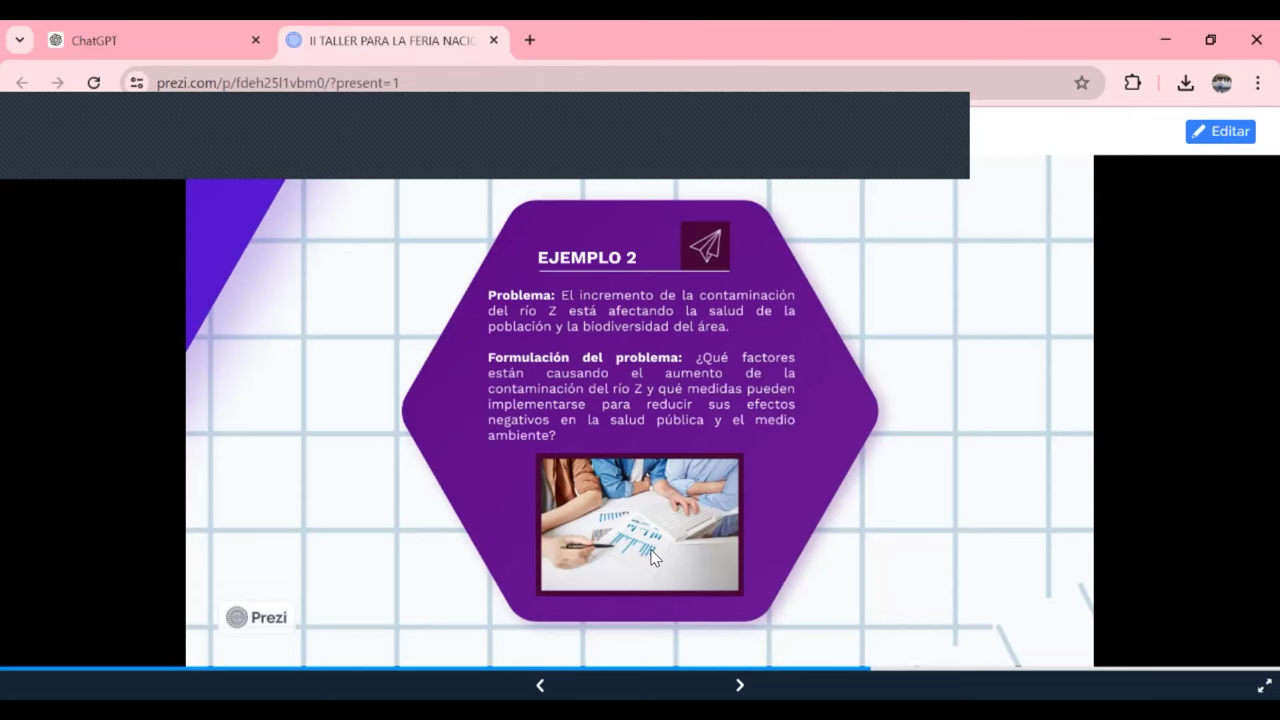 ChatGPT
II TALLER PARA LA FERIA NACIO
prezi.com/p/fdeh25l1vbm0/?present=1
Editar
EJEMPLO 2
Problema: El incremento de la contaminación
del río Z está afectando la salud de la
población y la biodiversidad del área.
Formulación del problema: ¿Qué factores
están causando el aumento de la
contaminación del río Z y qué medidas pueden
implementarse para reducir sus efectos
negativos en la salud pública y el medio
ambiente?
Prezi